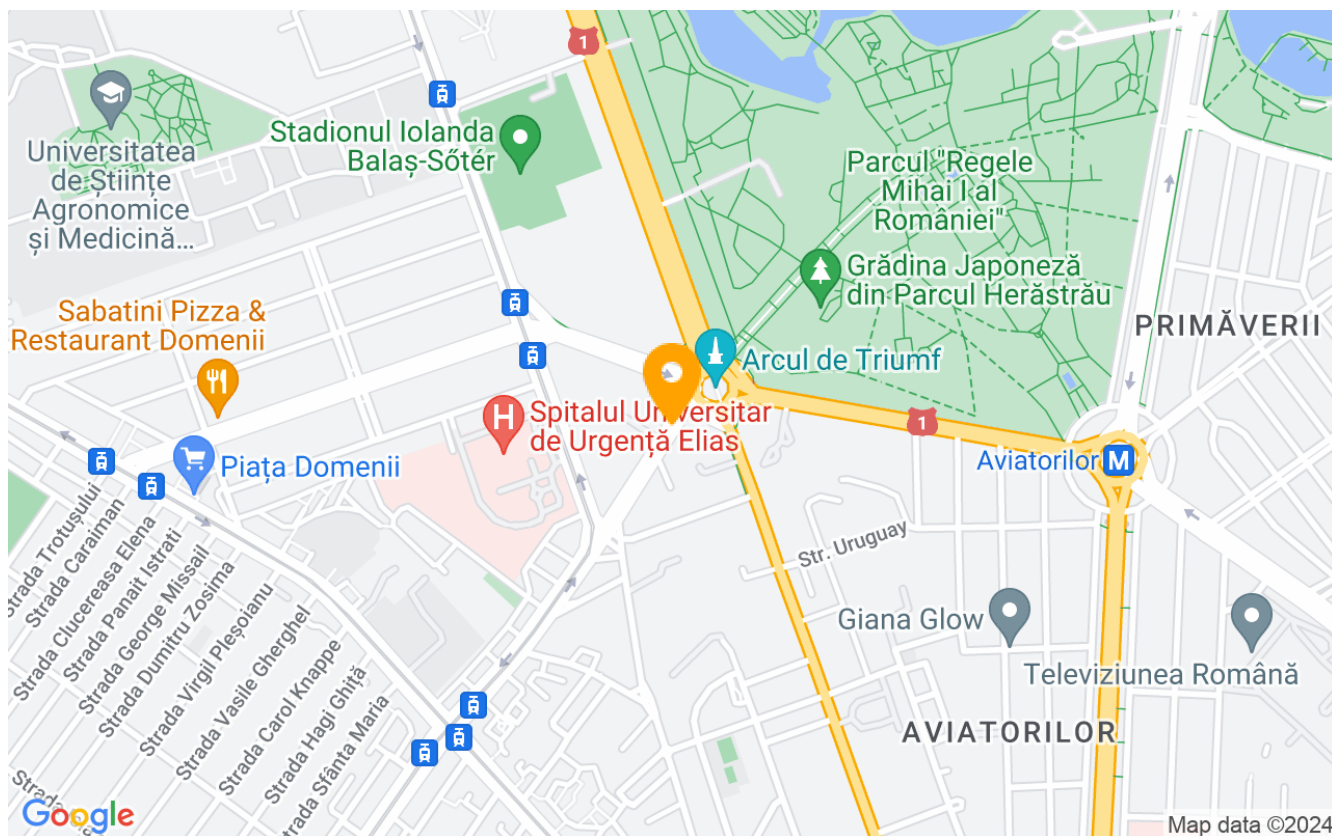 1
Stadionul Iolanda
Balaș-Sőtér
Universitatea
de Științe
Agronomice
și Medicină...
Parcul "Regele
Mihai I al
României"
Grădina Japoneză
din Parcul Herăstrău
Sabatini Pizza &
Restaurant Domenii
PRIMĂVERII
Arcul de Triumf
H
Spitalul Universitar
de Urgență Elias
1
Piața Domenii
Aviatorilor M
Strada Trotușului
Strada Caraiman
Strada Clucereasa Elena
Strada Panait Istrati
Strada George Missail
Strada Dumitru Zosima
Strada Virgil Pleșoianu
Strada Vasile Gherghel
Strada Carol Knappe
Strada Hagi Ghiță
Strada Sfânta Maria
Str. Uruguay
Giana Glow
Televiziunea Română
AVIATORILOR
Google
Map data ©2024